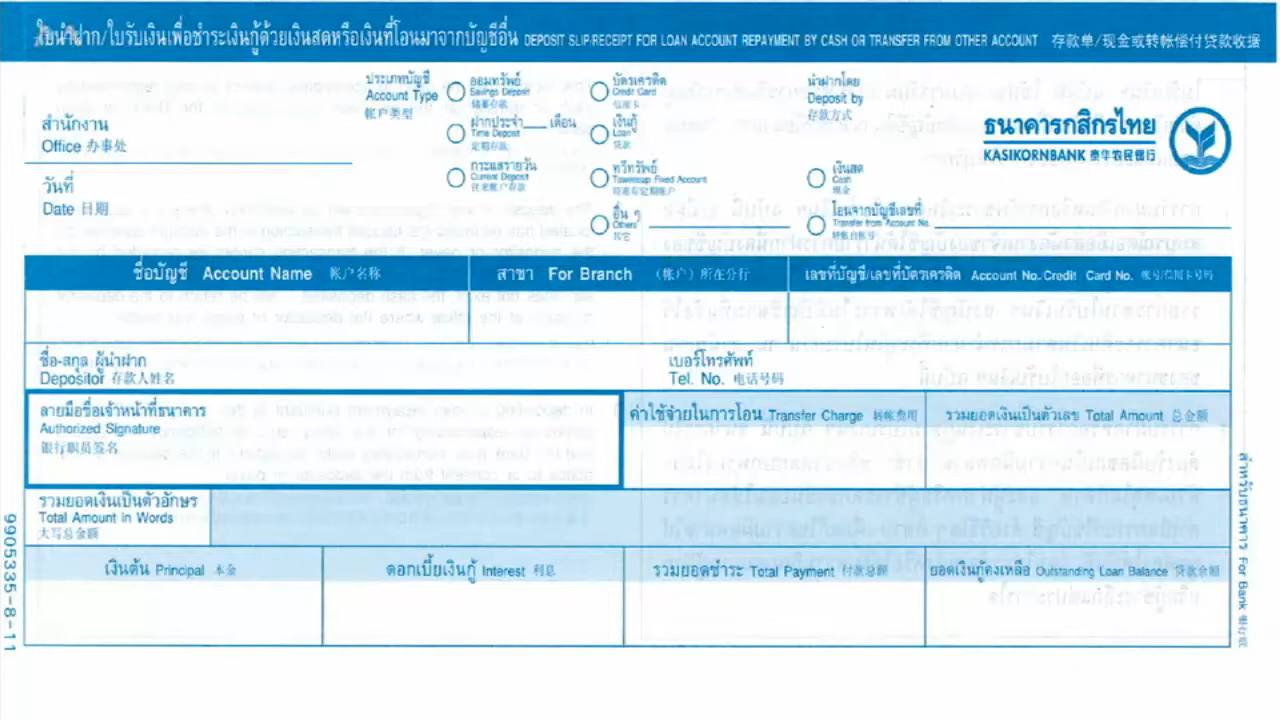 ใบนำฝาก/ใบรับเงินเพื่อชำระเงินกู้ด้วยเงินสดหรือเงินที่โอนมาจากบัญชีอื่น DEPOSIT SLIP/RECEIPT FOR LOAN ACCOUNT REPAYMENT BY CASH OR TRANSFER FROM OTHER ACCOUNT 存款单/现金或转帐偿付贷款收据
ประเภทบัญชี
Account Type
帐户类型
ออมทรัพย์
Savings Deposit
储蓄存款
บัตรเครดิต
Credit Card
信用卡
นำฝากโดย
Deposit by
存款方式
ฝากประจำ____เดือน
Time Deposit
定期存款
เงินกู้
Loan
贷款
กระแสรายวัน
Current Deposit
往来帐户存款
ทวีทรัพย์
Taweesup Fixed Account
เงินสด
Cash
现金
อื่น ๆ
Others
其它
โอนจากบัญชีเลขที่
Transfer from Account No.
转帐自帐号
ธนาคารกสิกรไทย
KASIKORNBANK 泰华农民银行
สำนักงาน
Office 办事处
วันที่
Date 日期
ชื่อบัญชี Account Name 帐户名称
สาขา For Branch (帐户) 所在分行
เลขที่บัญชี/เลขที่บัตรเครดิต Account No./Credit Card No. 帐号/信用卡号码
ชื่อ-สกุล ผู้นำฝาก
Depositor 存款人姓名
เบอร์โทรศัพท์
Tel. No. 电话号码
ลายมือชื่อเจ้าหน้าที่ธนาคาร
Authorized Signature
银行职员签名
ค่าใช้จ่ายในการโอน Transfer Charge 转帐费用
รวมยอดเงินเป็นตัวเลข Total Amount 总金额
รวมยอดเงินเป็นตัวอักษร
Total Amount in Words
大写总金额
เงินต้น Principal 本金
ดอกเบี้ยเงินกู้ Interest 利息
รวมยอดชำระ Total Payment 付款总额
ยอดเงินกู้คงเหลือ Outstanding Loan Balance 贷款余额
9905335-8-11
สำหรับธนาคาร For Bank 银行联